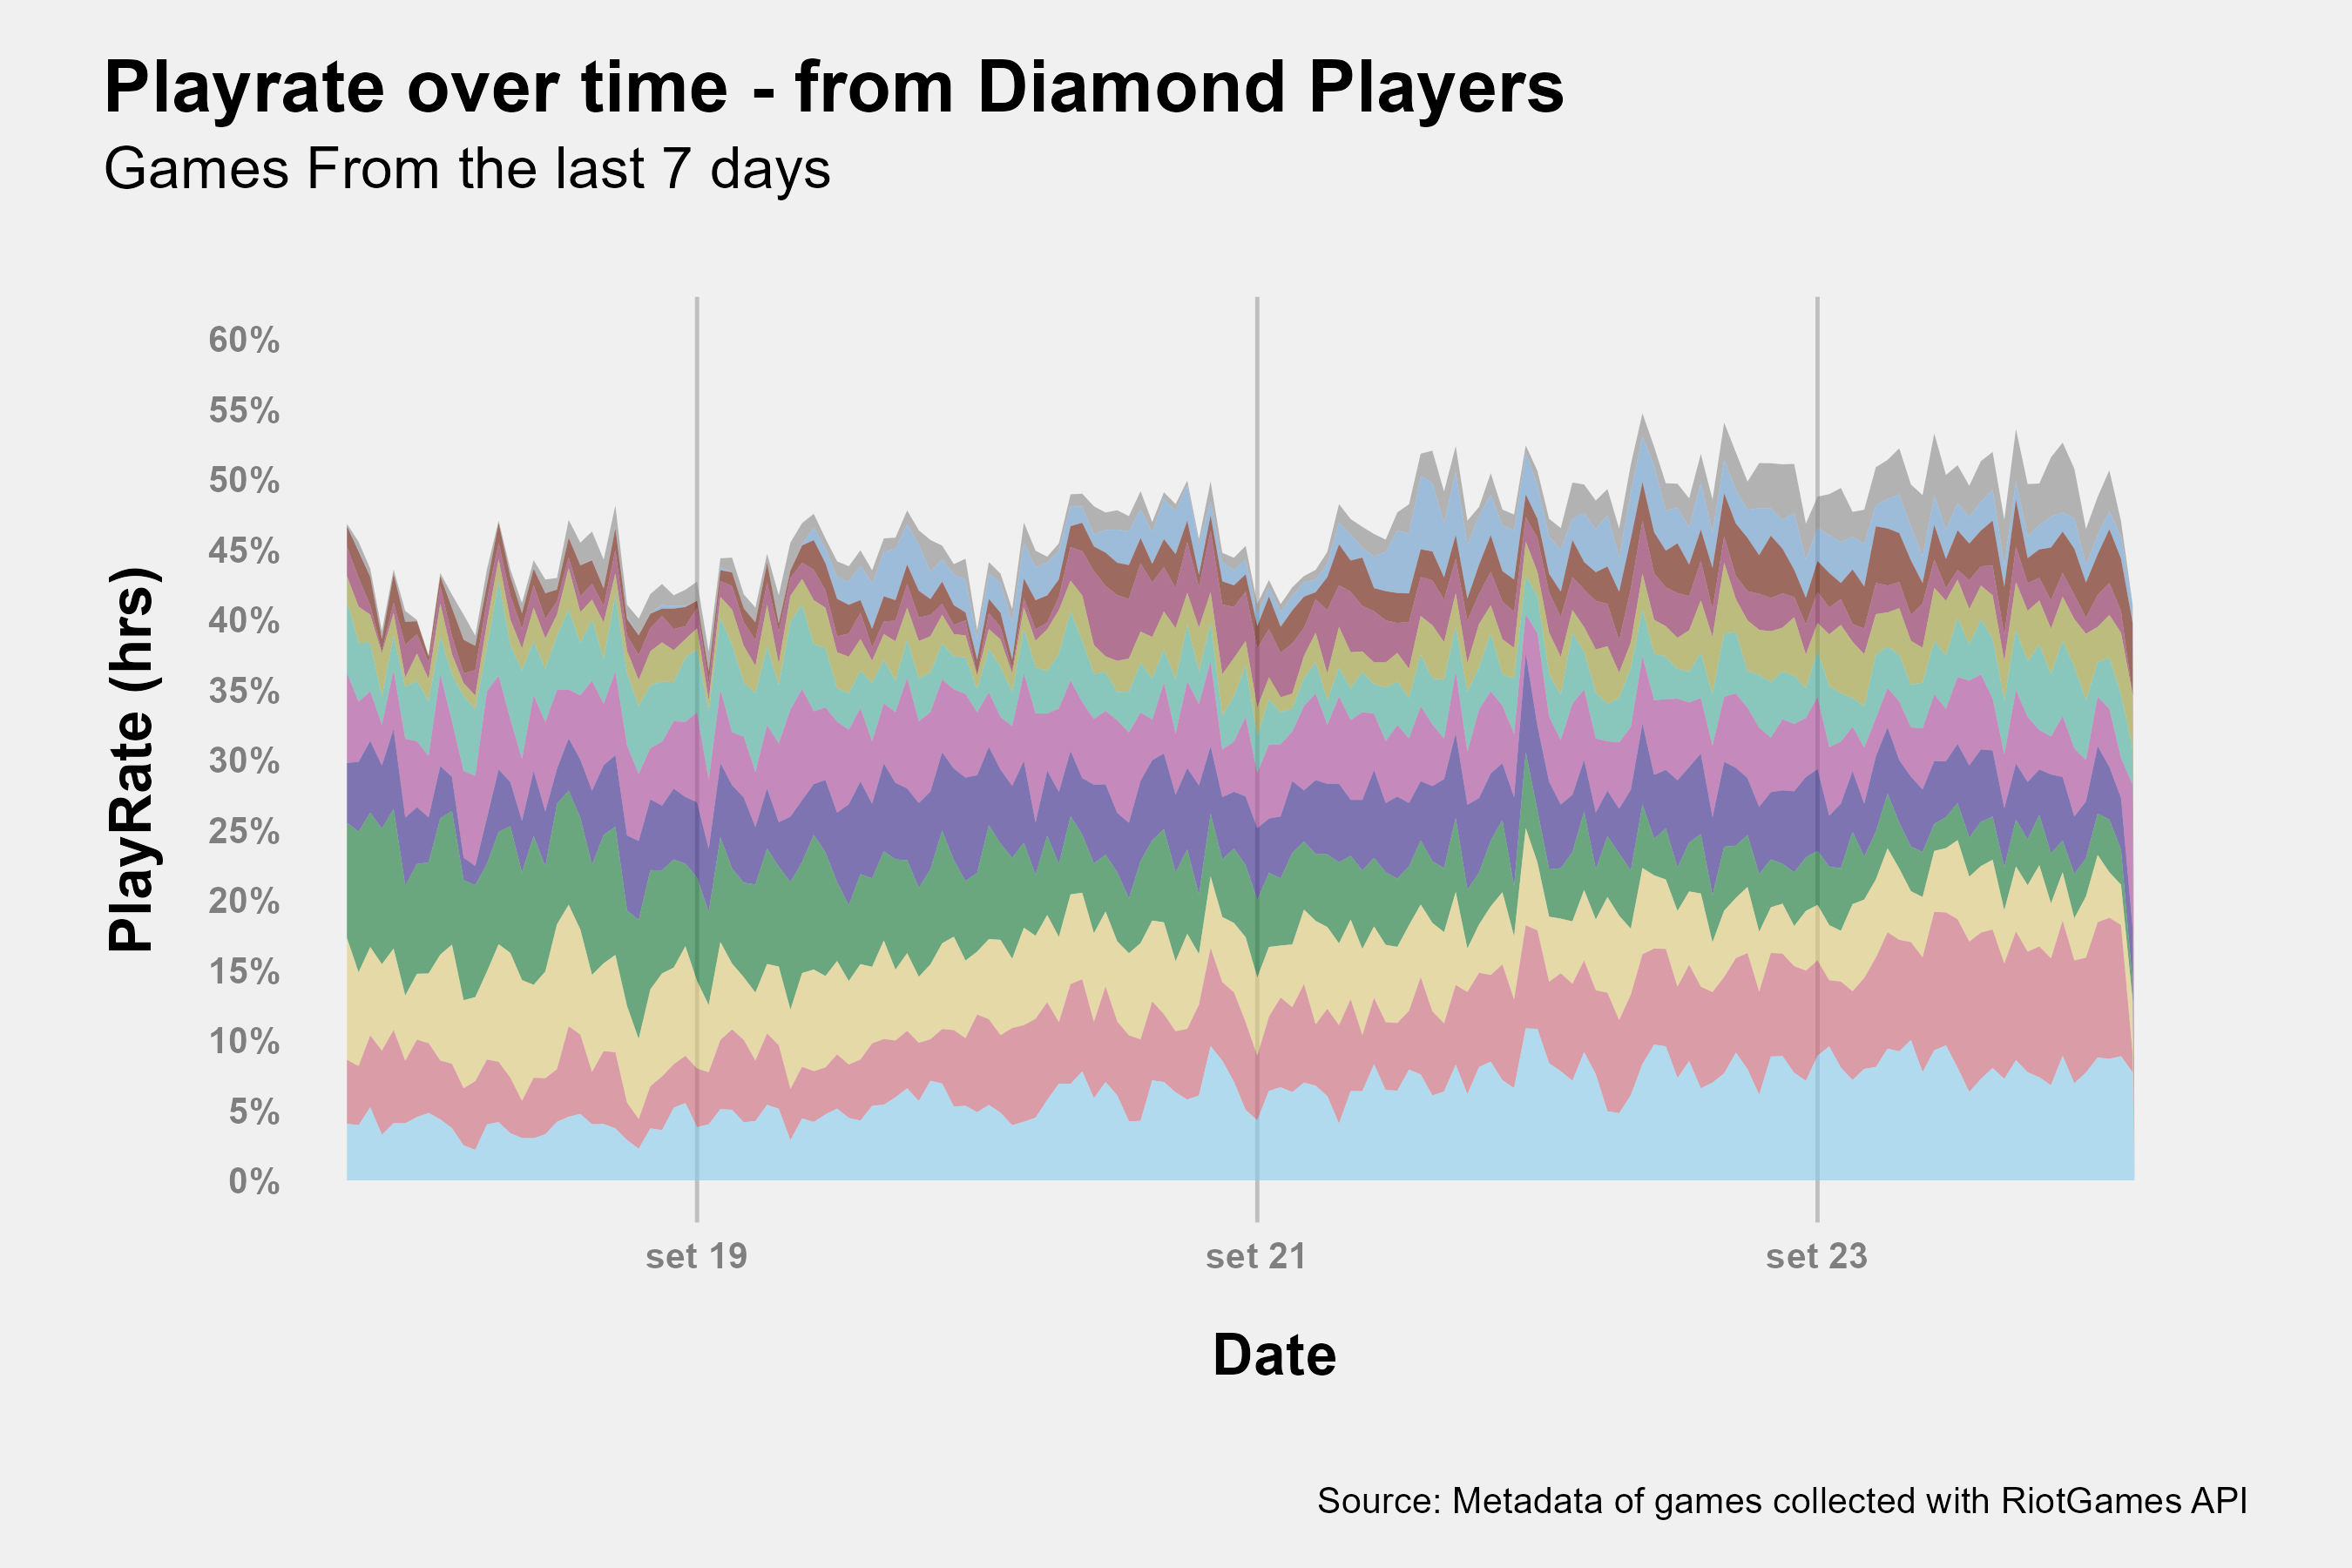 Playrate over time - from Diamond Players
Games From the last 7 days
PlayRate (hrs)
60%
55%
50%
45%
40%
35%
30%
25%
20%
15%
10%
5%
0%
set 19
set 21
set 23
Date
Source: Metadata of games collected with RiotGames API